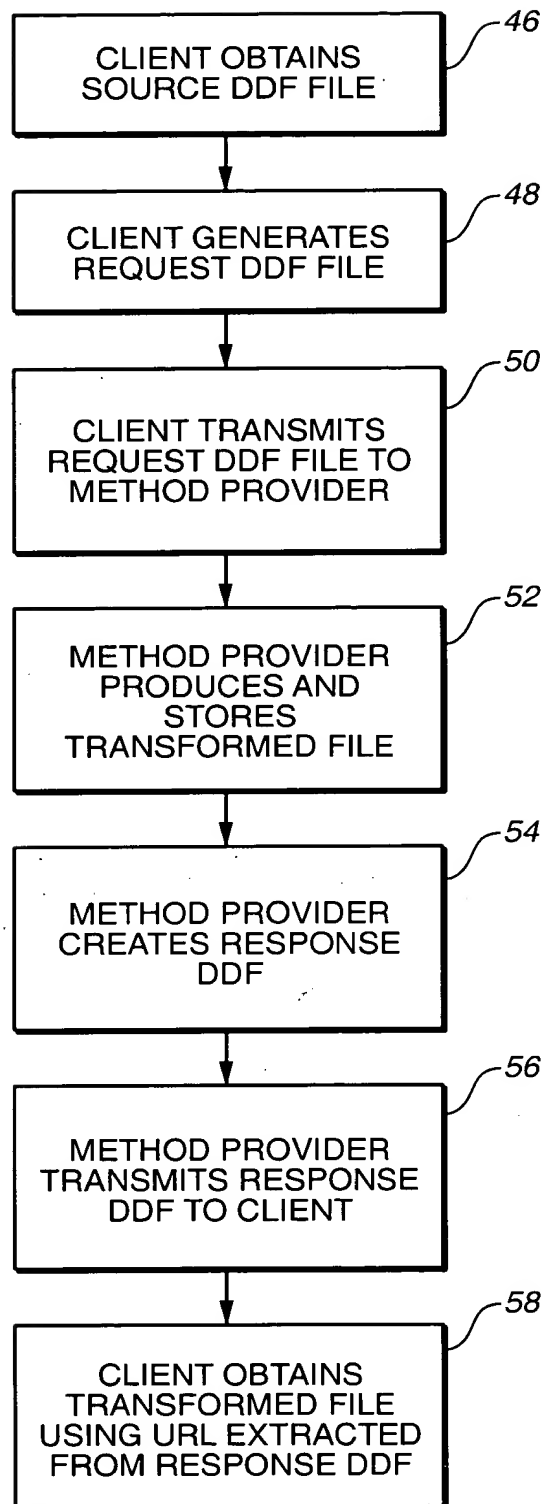 46
CLIENT OBTAINS
SOURCE DDF FILE
48
CLIENT GENERATES
REQUEST DDF FILE
50
CLIENT TRANSMITS
REQUEST DDF FILE TO
METHOD PROVIDER
52
METHOD PROVIDER
PRODUCES AND
STORES
TRANSFORMED FILE
54
METHOD PROVIDER
CREATES RESPONSE
DDF
56
METHOD PROVIDER
TRANSMITS RESPONSE
DDF TO CLIENT
58
CLIENT OBTAINS
TRANSFORMED FILE
USING URL EXTRACTED
FROM RESPONSE DDF